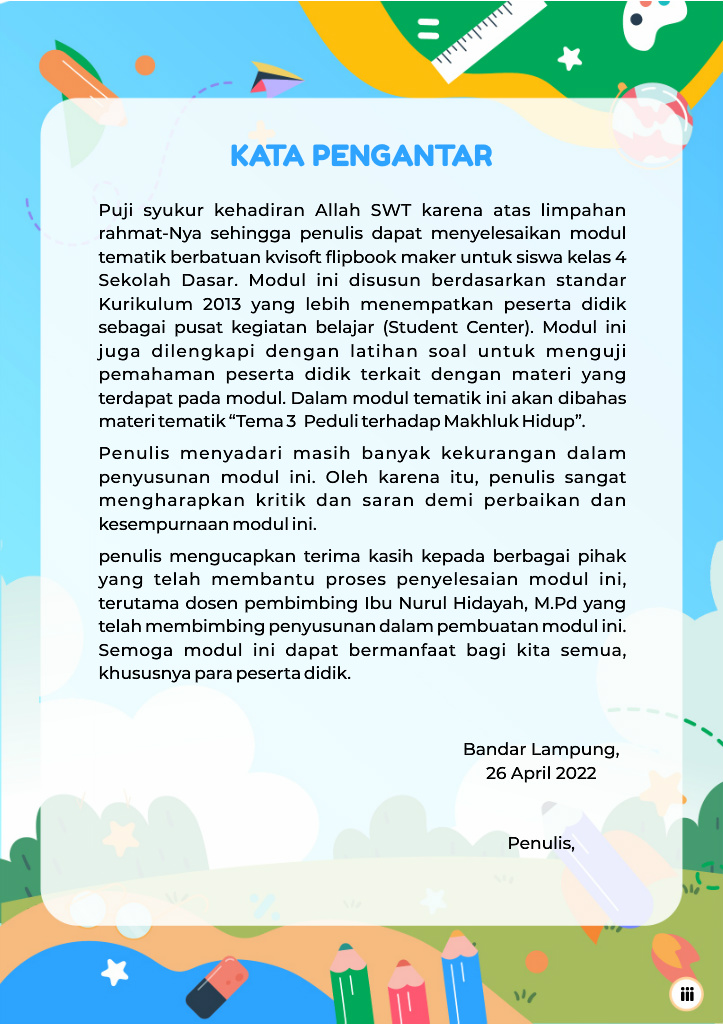 KATA PENGANTAR
Puji syukur kehadiran Allah SWT karena atas limpahan
rahmat-Nya sehingga penulis dapat menyelesaikan modul
tematik berbatuan kvisoft flipbook maker untuk siswa kelas 4
Sekolah Dasar. Modul ini disusun berdasarkan standar
Kurikulum 2013 yang lebih menempatkan peserta didik
sebagai pusat kegiatan belajar (Student Center). Modul ini
juga dilengkapi dengan latihan soal untuk menguji
pemahaman peserta didik terkait dengan materi yang
terdapat pada modul. Dalam modul tematik ini akan dibahas
materi tematik “Tema 3 Peduli terhadap Makhluk Hidup”.
Penulis menyadari masih banyak kekurangan dalam
penyusunan modul ini. Oleh karena itu, penulis sangat
mengharapkan kritik dan saran demi perbaikan dan
kesempurnaan modul ini.
penulis mengucapkan terima kasih kepada berbagai pihak
yang telah membantu proses penyelesaian modul ini,
terutama dosen pembimbing Ibu Nurul Hidayah, M.Pd yang
telah membimbing penyusunan dalam pembuatan modul ini.
Semoga modul ini dapat bermanfaat bagi kita semua,
khususnya para peserta didik.
Bandar Lampung,
26 April 2022
Penulis,
iii